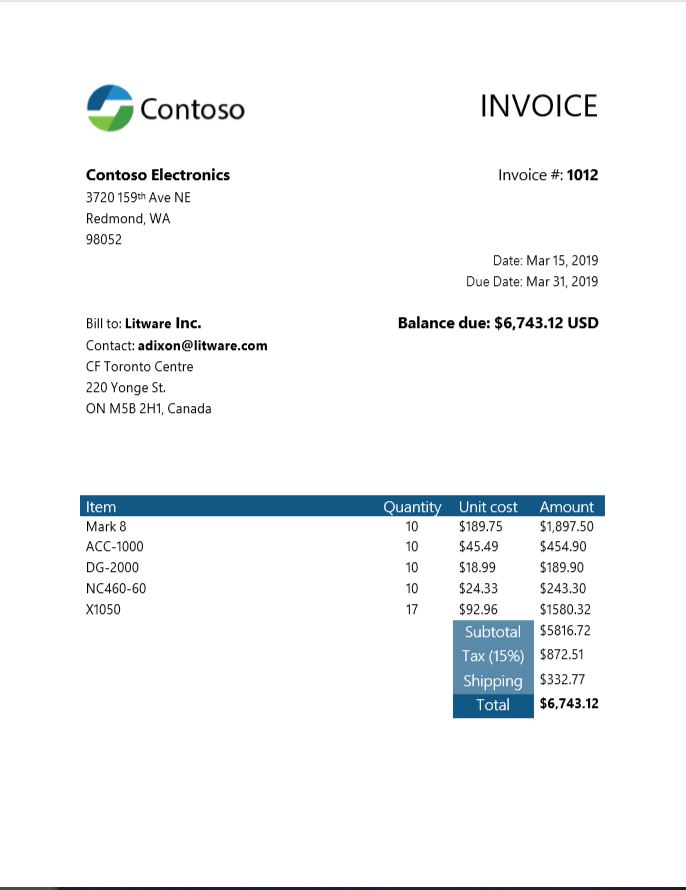 Contoso
INVOICE
Contoso Electronics
Invoice #: 1012
3720 159th Ave NE
Redmond, WA
98052
Date: Mar 15, 2019
Due Date: Mar 31, 2019
Bill to: Litware Inc.
Balance due: $6,743.12 USD
Contact: adixon@litware.com
CF Toronto Centre
220 Yonge St.
ON M5B 2H1, Canada
Item Quantity Unit cost Amount
Mark 8 10 $189.75 $1,897.50
ACC-1000 10 $45.49 $454.90
DG-2000 10 $18.99 $189.90
NC460-60 10 $24.33 $243.30
X1050 17 $92.96 $1580.32
Subtotal $5816.72
Tax (15%) $872.51
Shipping $332.77
Total $6,743.12